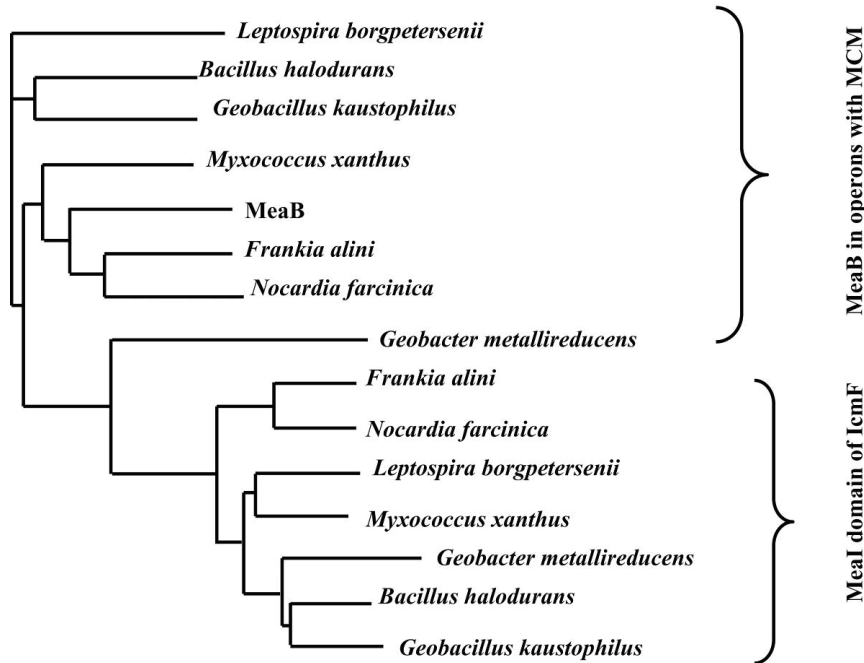 Leptospira borgpetersenii
Bacillus halodurans
Geobacillus kaustophilus
Myxococcus xanthus
MeaB
Frankia alini
Nocardia farcinica
Geobacter metallireducens
MeaB in operons with MCM
Frankia alini
Nocardia farcinica
Leptospira borgpetersenii
Myxococcus xanthus
Geobacter metallireducens
Bacillus halodurans
Geobacillus kaustophilus
MeaI domain of IcmF